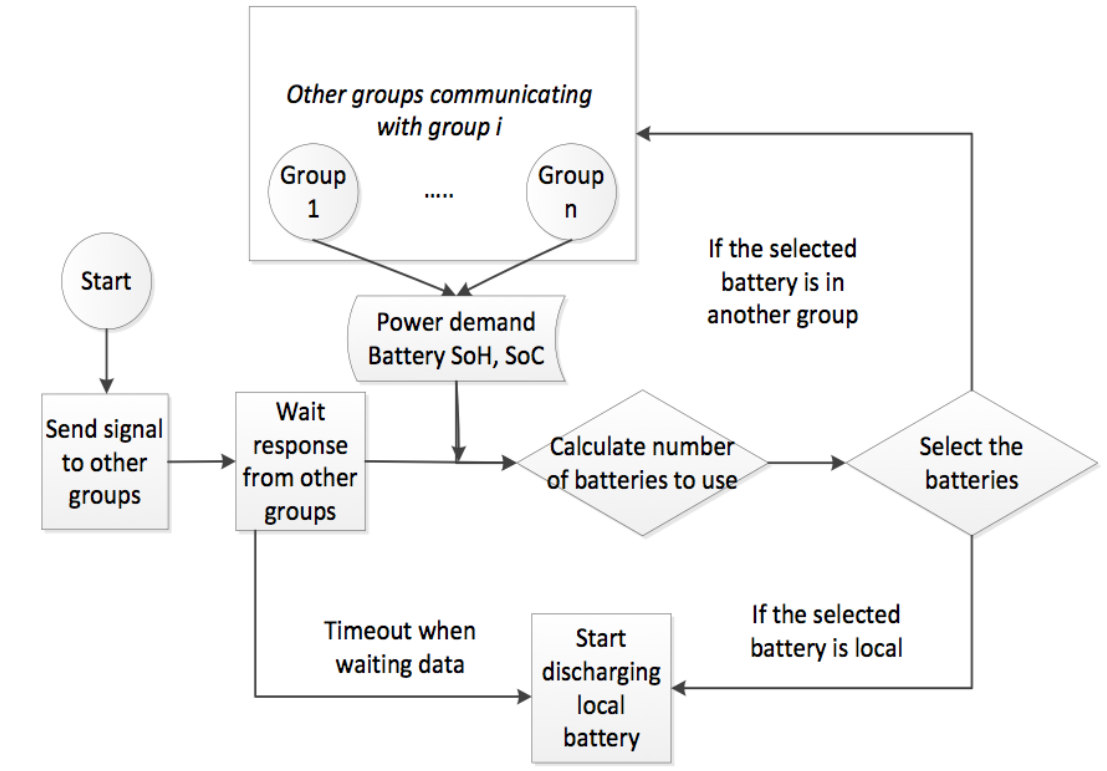 Other groups communicating
with group i
Group
1
.....
Group
n
Start
If the selected
battery is in
another group
Power demand
Battery SoH, SoC
Send signal
to other
groups
Wait
response
from other
groups
Calculate number
of batteries to use
Select the
batteries
Timeout when
waiting data
Start
discharging
local
battery
If the selected
battery is local